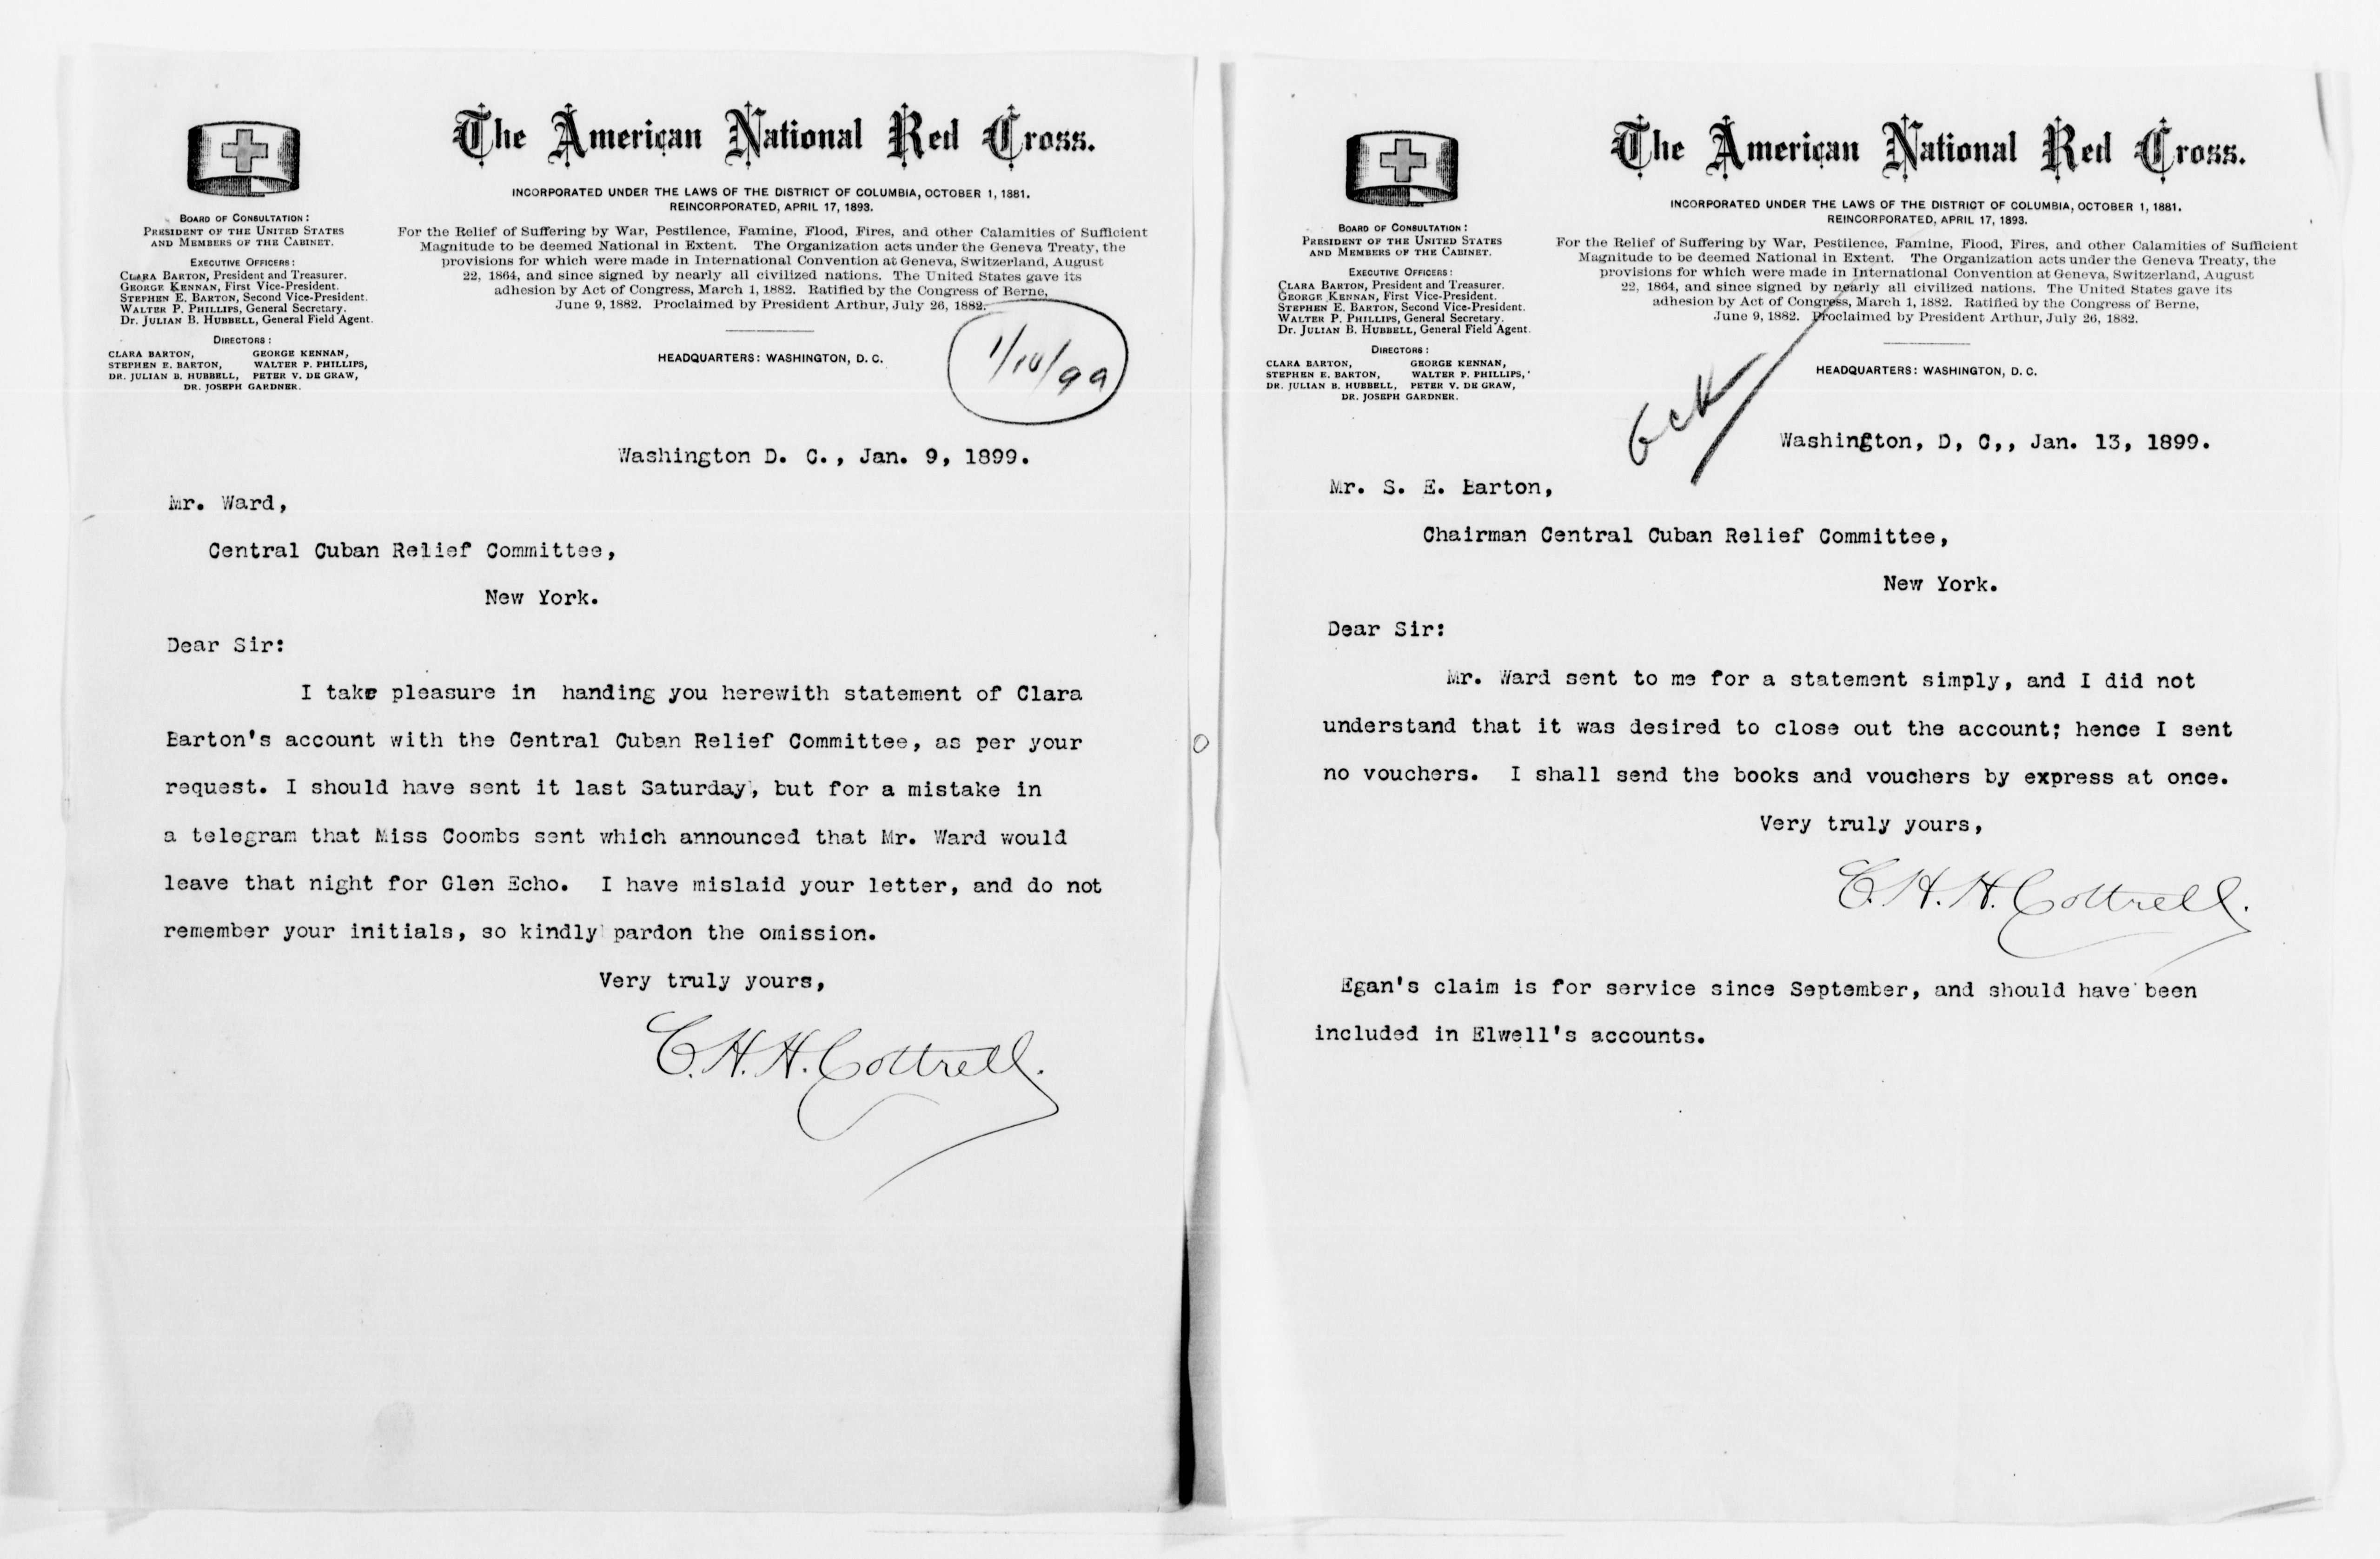 The American National Red Cross.
INCORPORATED UNDER THE LAWS OF THE DISTRICT OF COLUMBIA, OCTOBER 1, 1881.
REINCORPORATED, APRIL 17, 1893.
BOARD OF CONSULTATION:
PRESIDENT OF THE UNITED STATES
AND MEMBERS OF THE CABINET.
EXECUTIVE OFFICERS:
CLARA BARTON, President and Treasurer.
GEORGE KENNAN, First Vice-President.
STEPHEN E. BARTON, Second Vice-President.
WALTER P. PHILLIPS, General Secretary.
Dr. JULIAN B. HUBBELL, General Field Agent.
DIRECTORS:
CLARA BARTON, GEORGE KENNAN,
STEPHEN E. BARTON, WALTER P. PHILLIPS,
DR. JULIAN B. HUBBELL, PETER V. DE GRAW,
DR. JOSEPH GARDNER.
For the Relief of Suffering by War, Pestilence, Famine, Flood, Fires, and other Calamities of Sufficient
Magnitude to be deemed National in Extent. The Organization acts under the Geneva Treaty, the
provisions for which were made in International Convention at Geneva, Switzerland, August
22, 1864, and since signed by nearly all civilized nations. The United States gave its
adhesion by Act of Congress, March 1, 1882. Ratified by the Congress of Berne,
June 9, 1882. Proclaimed by President Arthur, July 26, 1882.
HEADQUARTERS: WASHINGTON, D. C.
1/10/99
Washington D. C., Jan. 9, 1899.
Mr. Ward,
Central Cuban Relief Committee,
New York.
Dear Sir:
I take pleasure in handing you herewith statement of Clara
Barton's account with the Central Cuban Relief Committee, as per your
request. I should have sent it last Saturday, but for a mistake in
a telegram that Miss Coombs sent which announced that Mr. Ward would
leave that night for Glen Echo. I have mislaid your letter, and do not
remember your initials, so kindly pardon the omission.
Very truly yours,
C. H. H. Cottrell.
The American National Red Cross.
INCORPORATED UNDER THE LAWS OF THE DISTRICT OF COLUMBIA, OCTOBER 1, 1881.
REINCORPORATED, APRIL 17, 1893.
BOARD OF CONSULTATION:
PRESIDENT OF THE UNITED STATES
AND MEMBERS OF THE CABINET.
EXECUTIVE OFFICERS:
CLARA BARTON, President and Treasurer.
GEORGE KENNAN, First Vice-President.
STEPHEN E. BARTON, Second Vice-President.
WALTER P. PHILLIPS, General Secretary.
Dr. JULIAN B. HUBBELL, General Field Agent.
DIRECTORS:
CLARA BARTON, GEORGE KENNAN,
STEPHEN E. BARTON, WALTER P. PHILLIPS,
DR. JULIAN B. HUBBELL, PETER V. DE GRAW,
DR. JOSEPH GARDNER.
For the Relief of Suffering by War, Pestilence, Famine, Flood, Fires, and other Calamities of Sufficient
Magnitude to be deemed National in Extent. The Organization acts under the Geneva Treaty, the
provisions for which were made in International Convention at Geneva, Switzerland, August
22, 1864, and since signed by nearly all civilized nations. The United States gave its
adhesion by Act of Congress, March 1, 1882. Ratified by the Congress of Berne,
June 9, 1882. Proclaimed by President Arthur, July 26, 1882.
HEADQUARTERS: WASHINGTON, D. C.
Washington, D, C,, Jan. 13, 1899.
Mr. S. E. Barton,
Chairman Central Cuban Relief Committee,
New York.
Dear Sir:
Mr. Ward sent to me for a statement simply, and I did not
understand that it was desired to close out the account; hence I sent
no vouchers. I shall send the books and vouchers by express at once.
Very truly yours,
C. H. H. Cottrell.
Egan's claim is for service since September, and should have been
included in Elwell's accounts.